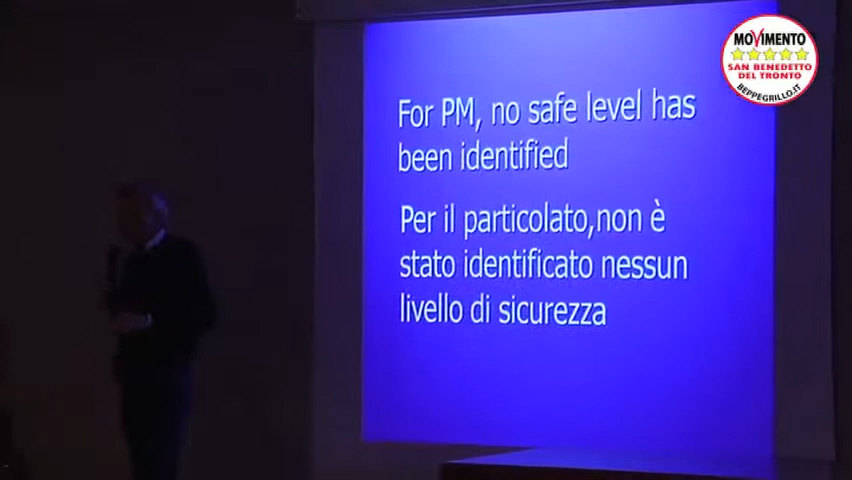 MOVIMENTO
SAN BENEDETTO
DEL TRONTO
BEPPEGRILLO.IT
For PM, no safe level has
been identified
Per il particolato,non è
stato identificato nessun
livello di sicurezza